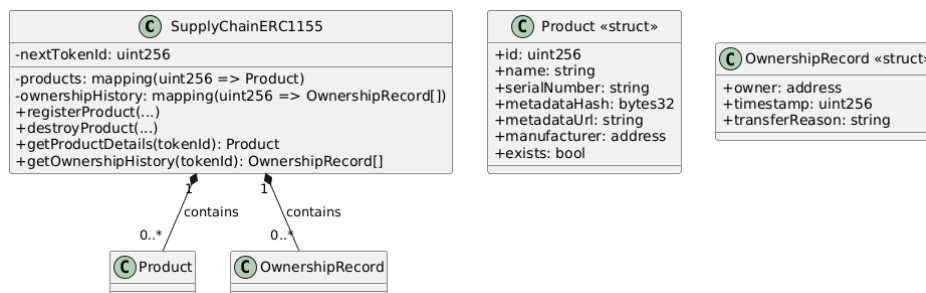 C SupplyChainERC1155
-nextTokenId: uint256
-products: mapping(uint256 => Product)
-ownershipHistory: mapping(uint256 => OwnershipRecord[])
+registerProduct(...)
+destroyProduct(...)
+getProductDetails(tokenId): Product
+getOwnershipHistory(tokenId): OwnershipRecord[]
C Product «struct»
+id: uint256
+name: string
+serialNumber: string
+metadataHash: bytes32
+metadataUrl: string
+manufacturer: address
+exists: bool
C OwnershipRecord «struct»
+owner: address
+timestamp: uint256
+transferReason: string
1 1
contains contains
0..* 0..*
C Product C OwnershipRecord